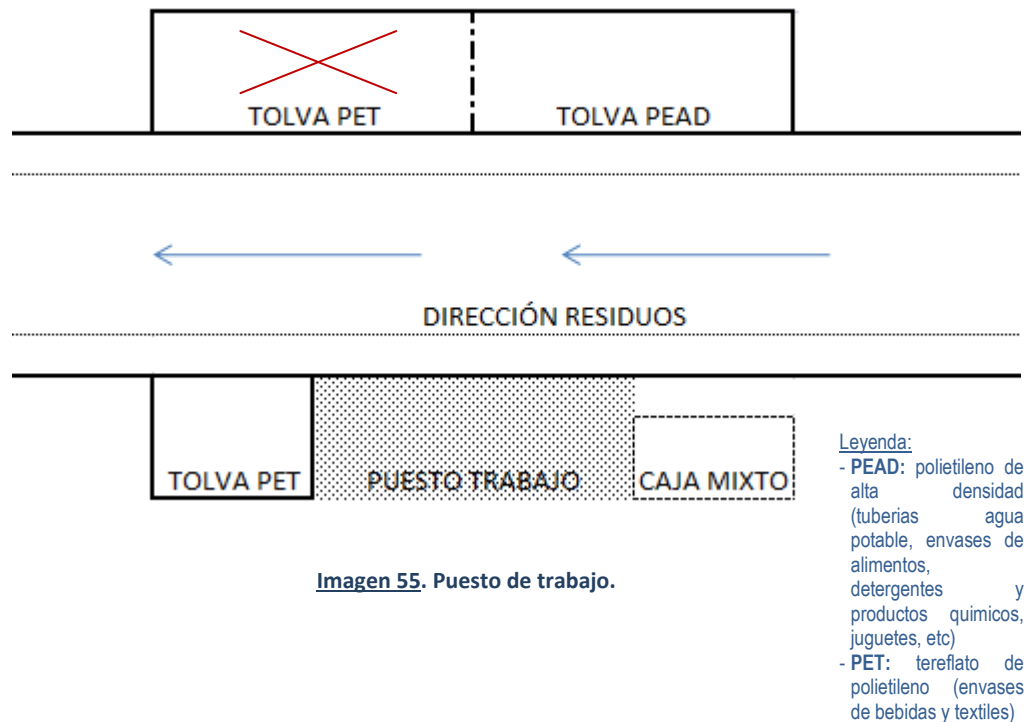 TOLVA PET
TOLVA PEAD
DIRECCIÓN RESIDUOS
TOLVA PET
PUESTO TRABAJO
CAJA MIXTO
Imagen 55. Puesto de trabajo.
Leyenda:
- PEAD: polietileno de
alta densidad
(tuberias agua
potable, envases de
alimentos,
detergentes y
productos quimicos,
juguetes, etc)
- PET: tereflato de
polietileno (envases
de bebidas y textiles)